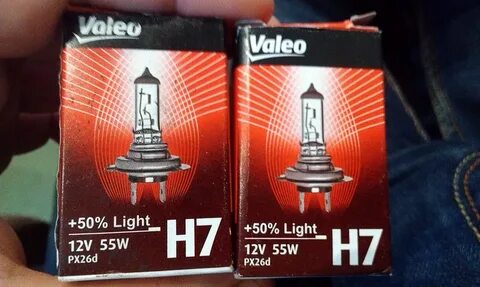 Valeo
+50% Light
12V 55W
PX26d
H7
Valeo
+50% Light
12V 55W
PX26d
H7